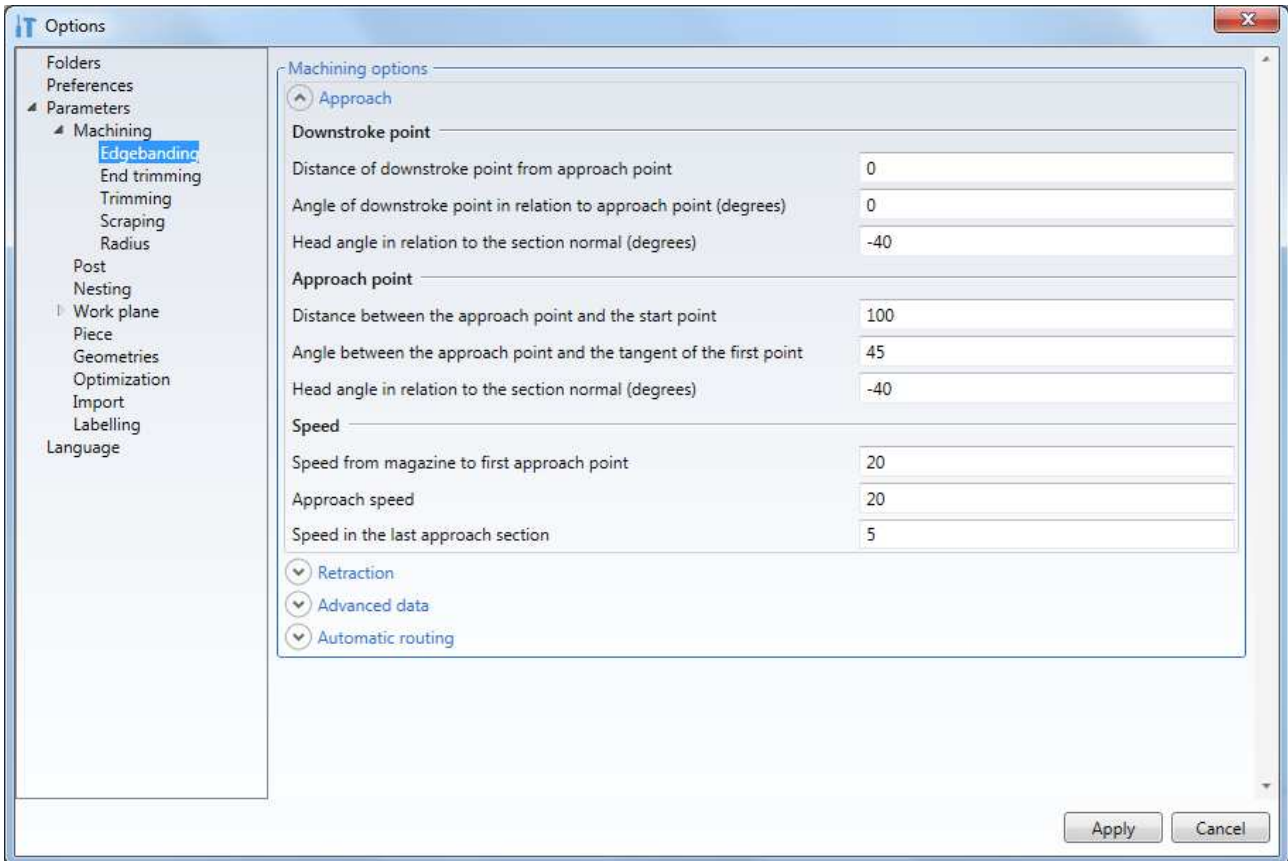 Options
Folders
Preferences
Parameters
Machining
Edgebanding
End trimming
Trimming
Scraping
Radius
Post
Nesting
Work plane
Piece
Geometries
Optimization
Import
Labelling
Language
Machining options
Approach
Downstroke point
Distance of downstroke point from approach point 0
Angle of downstroke point in relation to approach point (degrees) 0
Head angle in relation to the section normal (degrees) -40
Approach point
Distance between the approach point and the start point 100
Angle between the approach point and the tangent of the first point 45
Head angle in relation to the section normal (degrees) -40
Speed
Speed from magazine to first approach point 20
Approach speed 20
Speed in the last approach section 5
Retraction
Advanced data
Automatic routing
Apply Cancel